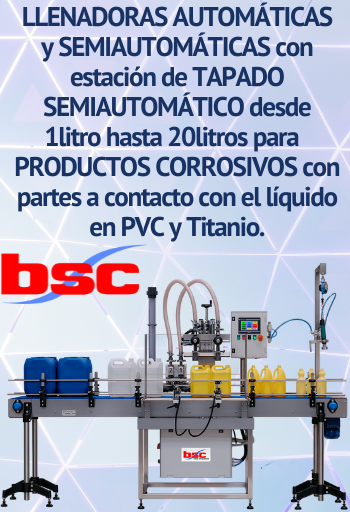 LLENADORAS AUTOMÁTICAS
y SEMIAUTOMÁTICAS con
estación de TAPADO
SEMIAUTOMÁTICO desde
1litro hasta 20litros para
PRODUCTOS CORROSIVOS con
partes a contacto con el líquido
en PVC y Titanio.
bsc
bsc